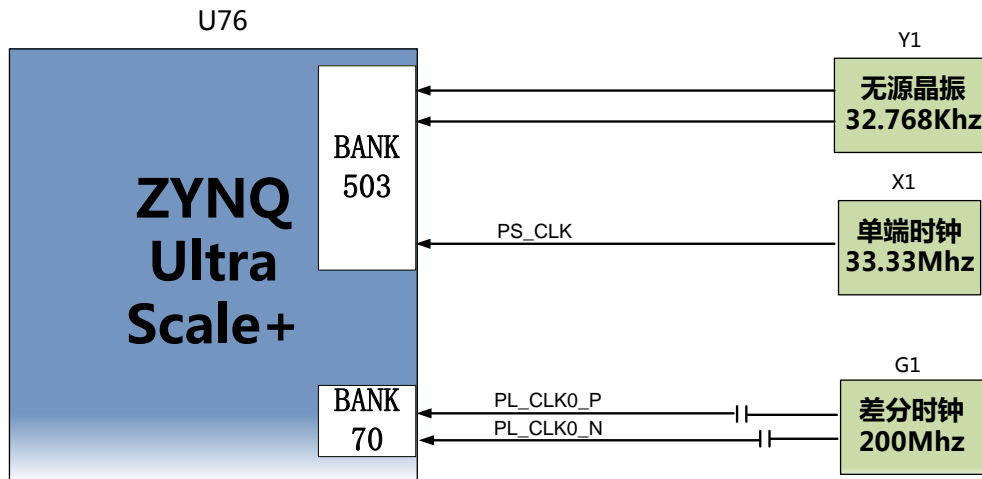 U76
ZYNQ
Ultra
Scale+
BANK
503
BANK
70
Y1
无源晶振
32.768Khz
X1
PS_CLK
单端时钟
33.33Mhz
G1
PL_CLK0_P
PL_CLK0_N
差分时钟
200Mhz